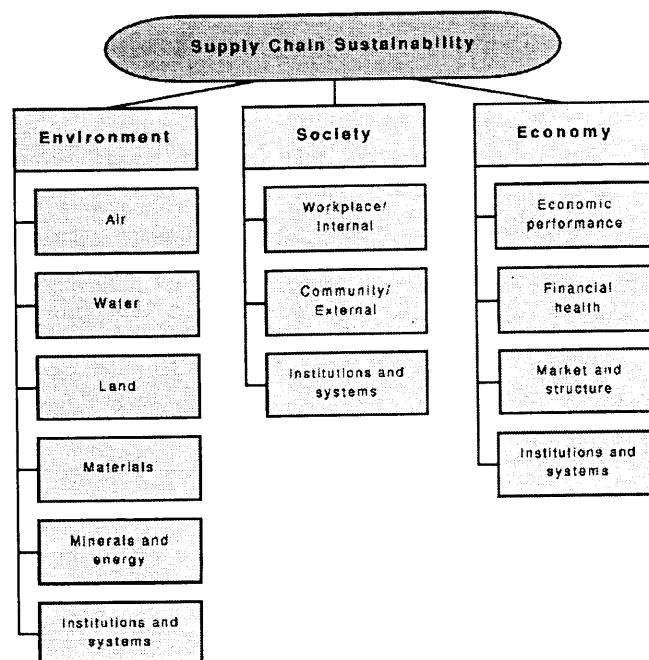 Supply Chain Sustainability
Environment
Air
Water
Land
Materials
Minerals and
energy
Institutions and
systems
Society
Workplace/
Internal
Community/
External
Institutions and
systems
Economy
Economic
performance
Financial
health
Market and
structure
Institutions and
systems